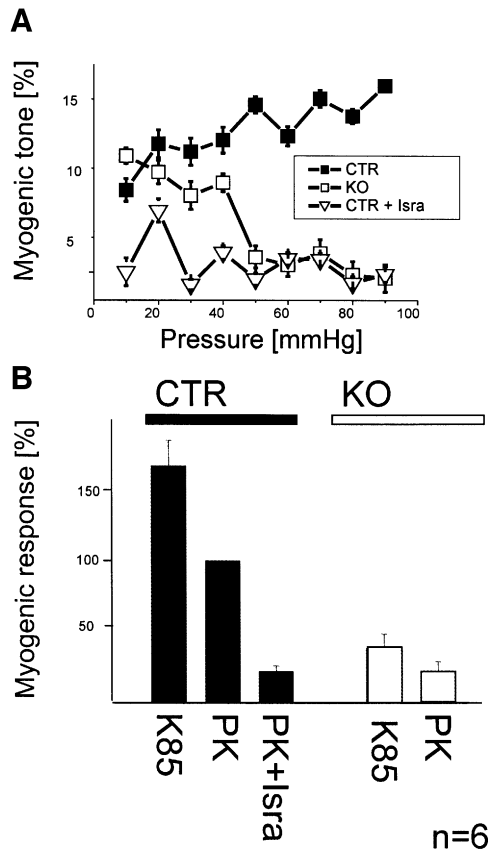 A
Myogenic tone [%]
15
10
5
CTR
KO
CTR + Isra
0
20
40
60
80
100
Pressure [mmHg]
B
CTR
KO
Myogenic response [%]
150
100
50
K85
PK
PK+Isra
K85
PK
n=6